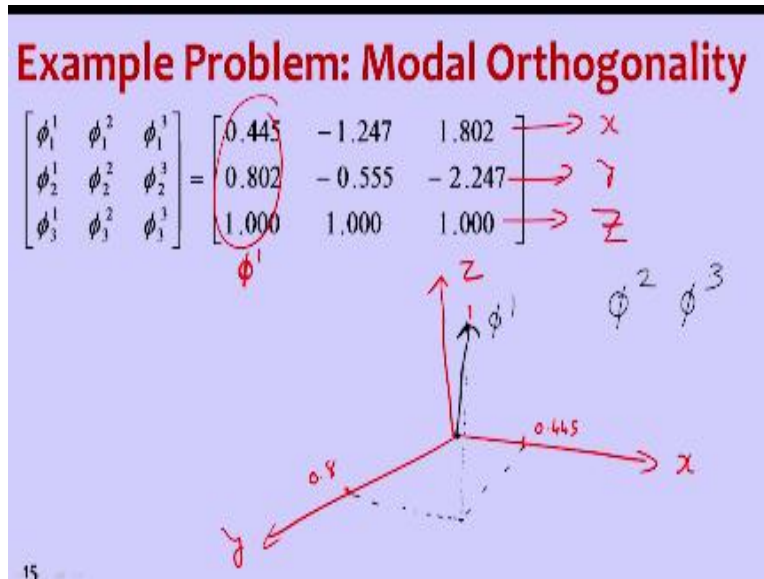 Example Problem: Modal Orthogonality
[ϕ₁¹ ϕ₁² ϕ₁³] = [0.445 -1.247 1.802] → x
[ϕ₂¹ ϕ₂² ϕ₂³] = [0.802 -0.555 -2.247] → Y
[ϕ₃¹ ϕ₃² ϕ₃³] = [1.000 1.000 1.000] → Z
ϕ¹
Z
1 ϕ¹ ϕ² ϕ³
0.445
x
0.8
y
15